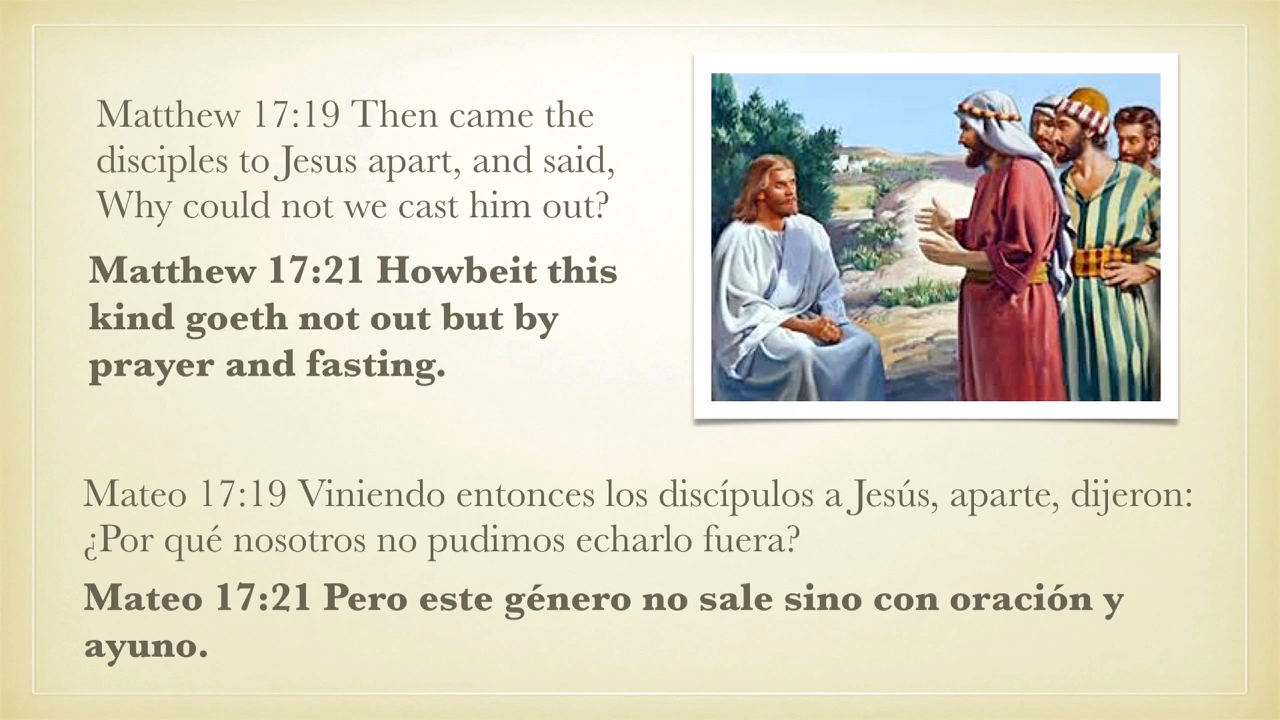 Matthew 17:19 Then came the
disciples to Jesus apart, and said,
Why could not we cast him out?
Matthew 17:21 Howbeit this
kind goeth not out but by
prayer and fasting.
Mateo 17:19 Viniendo entonces los discípulos a Jesús, aparte, dijeron:
¿Por qué nosotros no pudimos echarlo fuera?
Mateo 17:21 Pero este género no sale sino con oración y
ayuno.